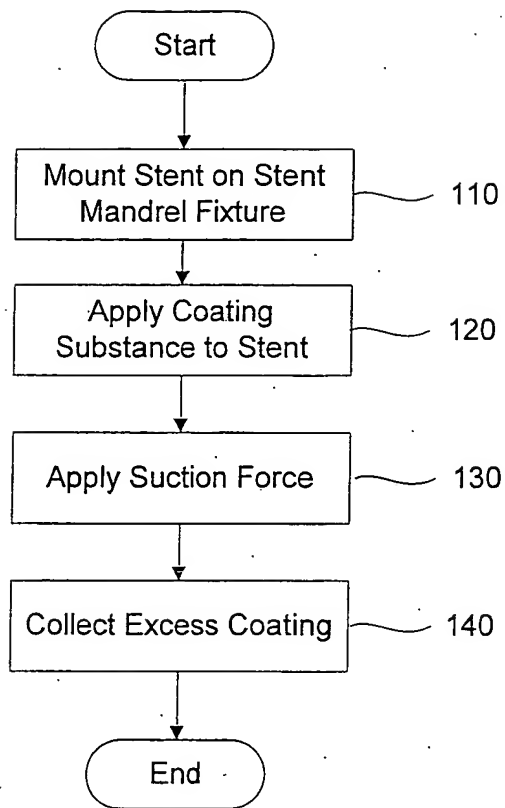 Start
Mount Stent on Stent
Mandrel Fixture
110
Apply Coating
Substance to Stent
120
Apply Suction Force
130
Collect Excess Coating
140
End